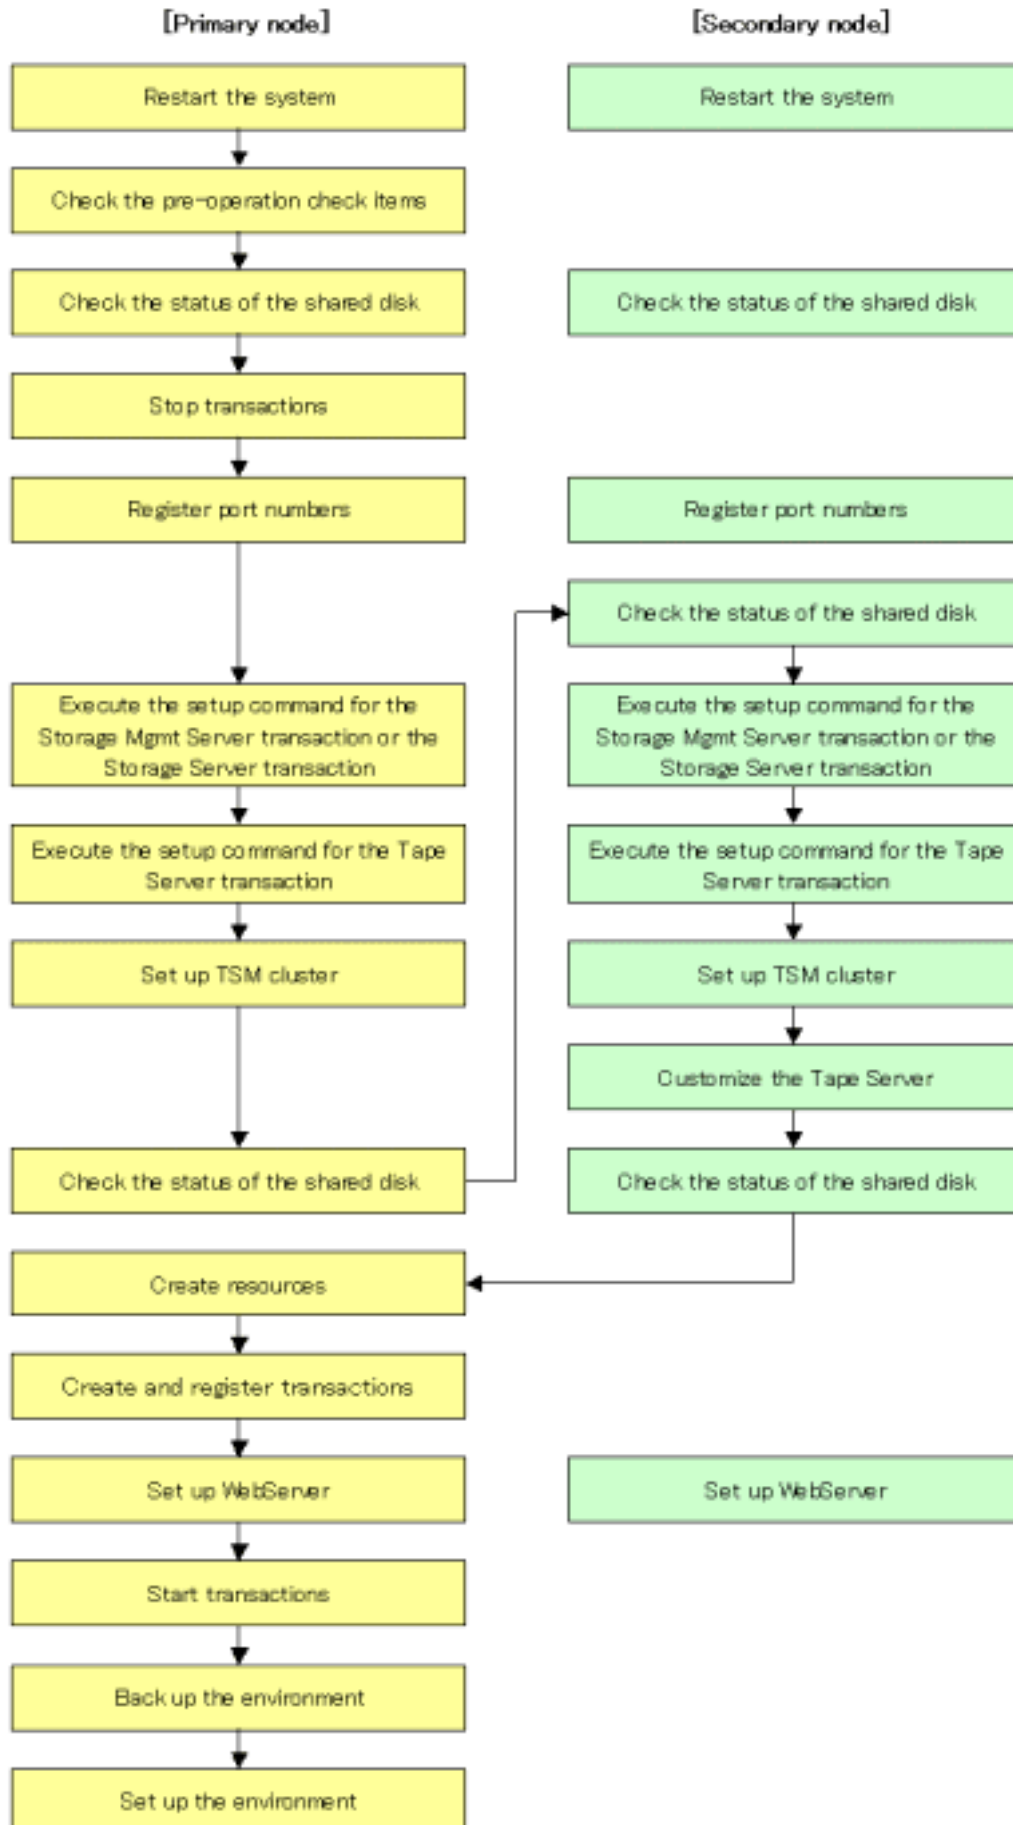 [Primary node]
[Secondary node]
Restart the system
Restart the system
Check the pre-operation check items
Check the status of the shared disk
Check the status of the shared disk
Stop transactions
Register port numbers
Register port numbers
Check the status of the shared disk
Execute the setup command for the
Storage Mgmt Server transaction or the
Storage Server transaction
Execute the setup command for the
Storage Mgmt Server transaction or the
Storage Server transaction
Execute the setup command for the Tape
Server transaction
Execute the setup command for the Tape
Server transaction
Set up TSM cluster
Set up TSM cluster
Customize the Tape Server
Check the status of the shared disk
Check the status of the shared disk
Create resources
Create and register transactions
Set up WebServer
Set up WebServer
Start transactions
Back up the environment
Set up the environment